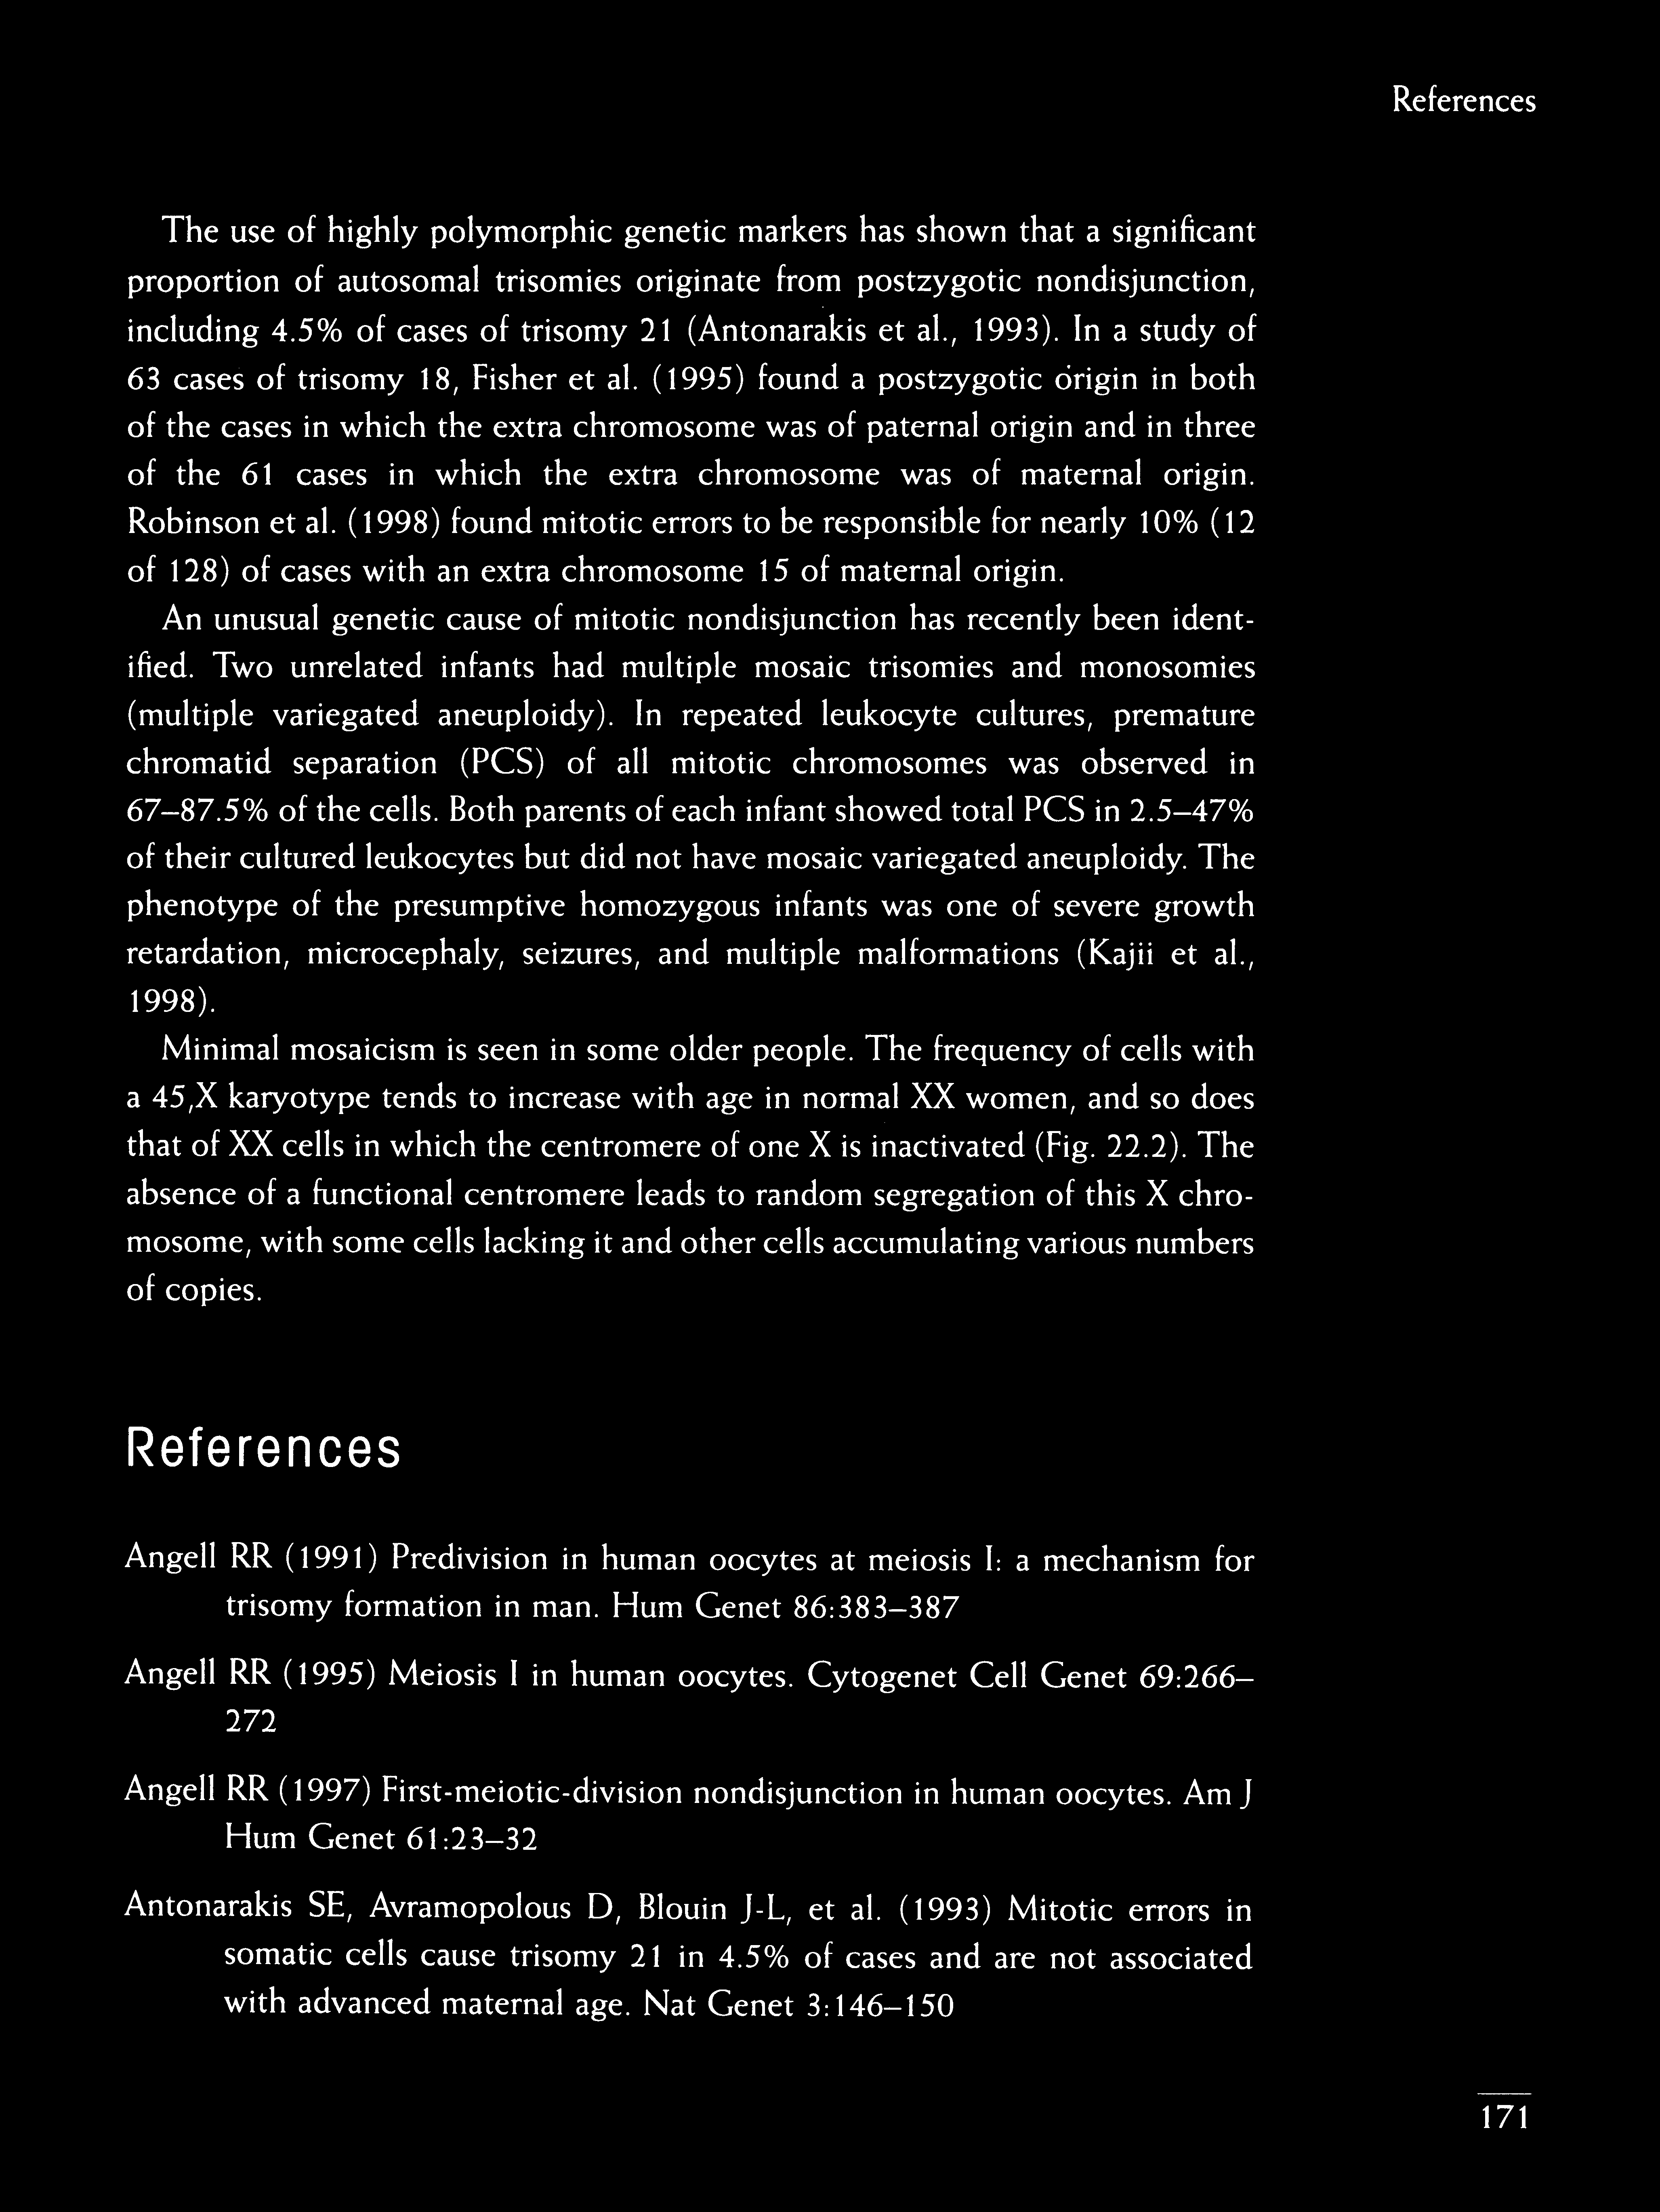 References
The use of highly polymorphic genetic markers has shown that a significant
proportion of autosomal trisomies originate from postzygotic nondisjunction,
including 4.5% of cases of trisomy 21 (Antonarakis et al., 1993). In a study of
63 cases of trisomy 18, Fisher et al. (1995) found a postzygotic origin in both
of the cases in which the extra chromosome was of paternal origin and in three
of the 61 cases in which the extra chromosome was of maternal origin.
Robinson et al. (1998) found mitotic errors to be responsible for nearly 10% (12
of 128) of cases with an extra chromosome 15 of maternal origin.
An unusual genetic cause of mitotic nondisjunction has recently been ident-
ified. Two unrelated infants had multiple mosaic trisomies and monosomies
(multiple variegated aneuploidy). In repeated leukocyte cultures, premature
chromatid separation (PCS) of all mitotic chromosomes was observed in
67–87.5% of the cells. Both parents of each infant showed total PCS in 2.5–47%
of their cultured leukocytes but did not have mosaic variegated aneuploidy. The
phenotype of the presumptive homozygous infants was one of severe growth
retardation, microcephaly, seizures, and multiple malformations (Kajii et al.,
1998).
Minimal mosaicism is seen in some older people. The frequency of cells with
a 45,X karyotype tends to increase with age in normal XX women, and so does
that of XX cells in which the centromere of one X is inactivated (Fig. 22.2). The
absence of a functional centromere leads to random segregation of this X chro-
mosome, with some cells lacking it and other cells accumulating various numbers
of copies.
References
Angell RR (1991) Predivision in human oocytes at meiosis I: a mechanism for
trisomy formation in man. Hum Genet 86:383–387
Angell RR (1995) Meiosis I in human oocytes. Cytogenet Cell Genet 69:266–
272
Angell RR (1997) First-meiotic-division nondisjunction in human oocytes. Am J
Hum Genet 61:23–32
Antonarakis SE, Avramopolous D, Blouin J-L, et al. (1993) Mitotic errors in
somatic cells cause trisomy 21 in 4.5% of cases and are not associated
with advanced maternal age. Nat Genet 3:146–150
171